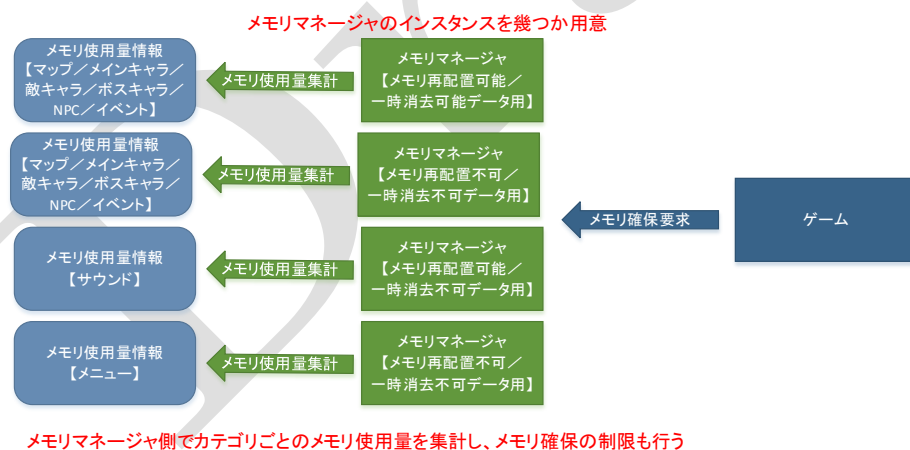 メモリマネージャのインスタンスを幾つか用意
メモリ使用量情報
【マップ／メインキャラ／
敵キャラ／ボスキャラ／
NPC／イベント】
メモリ使用量集計
メモリマネージャ
【メモリ再配置可能／
一時消去可能データ用】
メモリ使用量情報
【マップ／メインキャラ／
敵キャラ／ボスキャラ／
NPC／イベント】
メモリ使用量集計
メモリマネージャ
【メモリ再配置不可／
一時消去不可データ用】
メモリ確保要求
ゲーム
メモリ使用量情報
【サウンド】
メモリ使用量集計
メモリマネージャ
【メモリ再配置可能／
一時消去不可データ用】
メモリ使用量情報
【メニュー】
メモリ使用量集計
メモリマネージャ
【メモリ再配置不可／
一時消去不可データ用】
メモリマネージャ側でカテゴリごとのメモリ使用量を集計し、メモリ確保の制限も行う